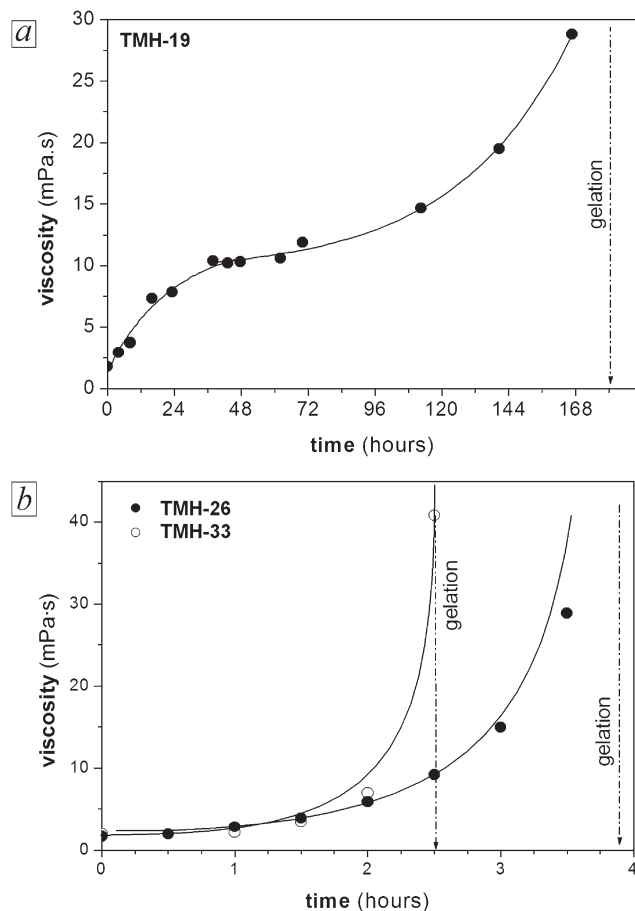 a
TMH-19
30
25
20
15
10
5
0
viscosity (mPa.s)
gelation
0 24 48 72 96 120 144 168
time (hours)
b
TMH-26
TMH-33
40
30
20
10
0
viscosity (mPa·s)
gelation
gelation
0 1 2 3 4
time (hours)